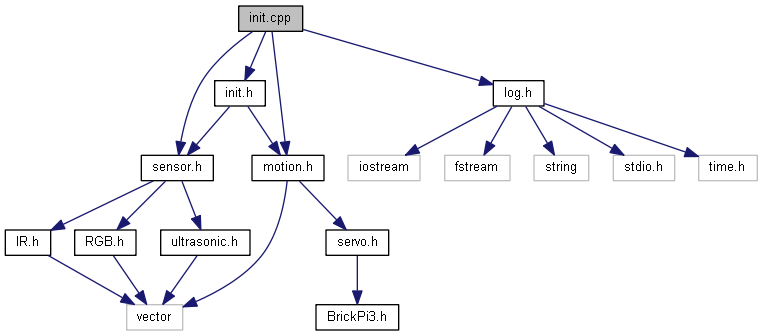 init.cpp
init.h
log.h
sensor.h
motion.h
iostream
fstream
string
stdio.h
time.h
IR.h
RGB.h
ultrasonic.h
servo.h
vector
BrickPi3.h